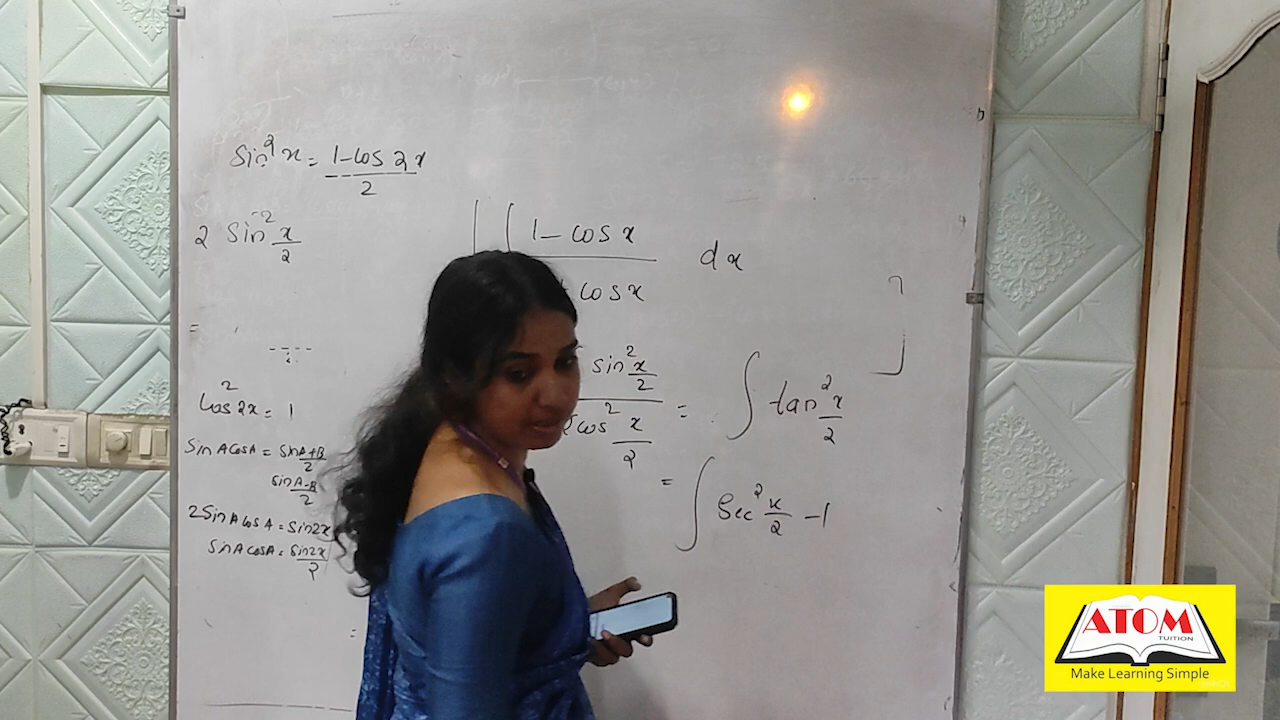 Sin²x = 1-cos 2x / 2
2 Sin² x/2
∫ 1-cos x / cos x dx
sin² x/2 / 2cos² x/2 = ∫ tan² x/2
= ∫ Sec² x/2 -1
Cos² 2x = 1
Sin A Cos A = Sin A+B / 2
Sin A-B / 2
2 Sin A Cos A = Sin 2x
Sin A Cos A = Sin 2x / 2
ATOM
TUITION
Make Learning Simple